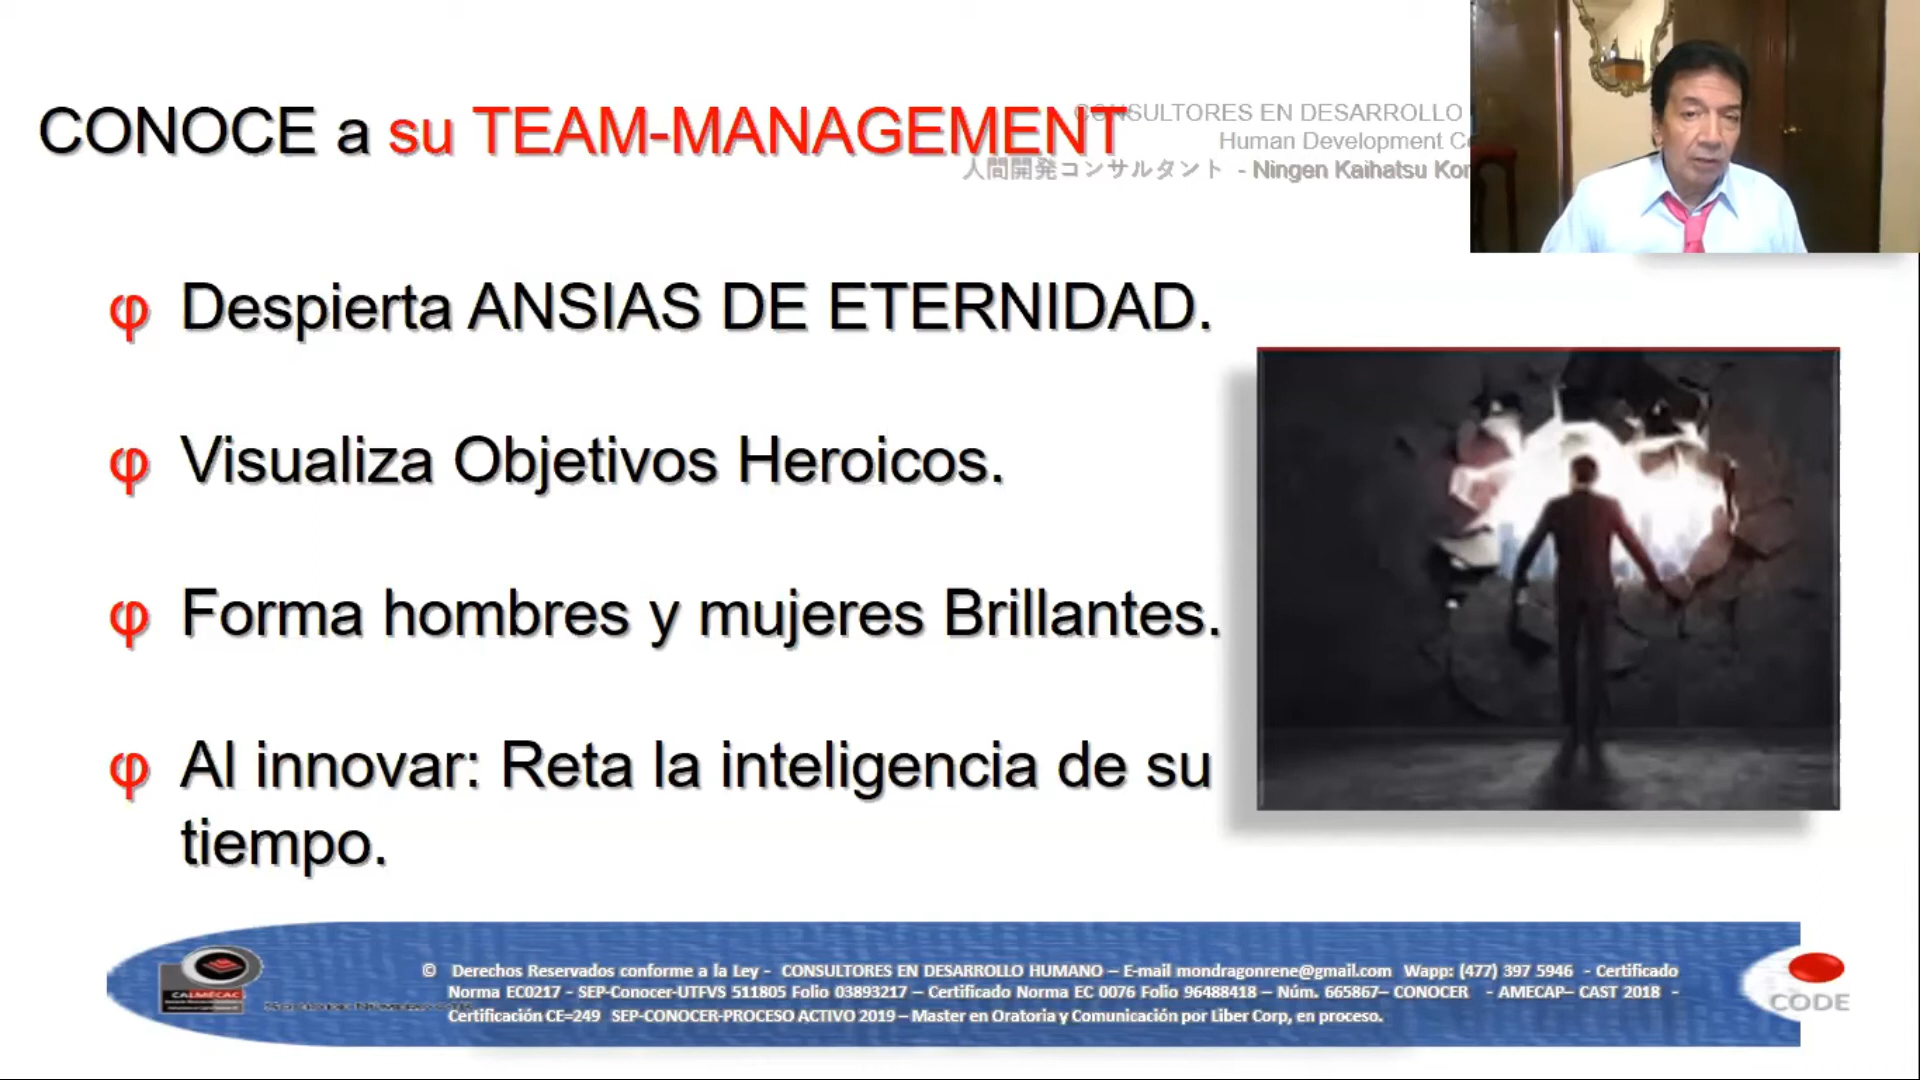 CONOCE a su TEAM-MANAGEMENT
CONSULTORES EN DESARROLLO
Human Development
人間開発コンサルタント - Ningen Kaihatsu
φ Despierta ANSIAS DE ETERNIDAD.
φ Visualiza Objetivos Heroicos.
φ Forma hombres y mujeres Brillantes.
φ Al innovar: Reta la inteligencia de su
tiempo.
CALMECAC
© Derechos Reservados conforme a la Ley - CONSULTORES EN DESARROLLO HUMANO – E-mail mondragonrene@gmail.com Wapp: (477) 397 5946 - Certificado
Norma EC0217 - SEP-Conocer-UTFVS 511805 Folio 03893217 – Certificado Norma EC 0076 Folio 96488418 – Núm. 665867– CONOCER - AMECAP– CAST 2018 -
Certificación CE=249 SEP-CONOCER-PROCESO ACTIVO 2019 – Master en Oratoria y Comunicación por Liber Corp, en proceso.
CODE